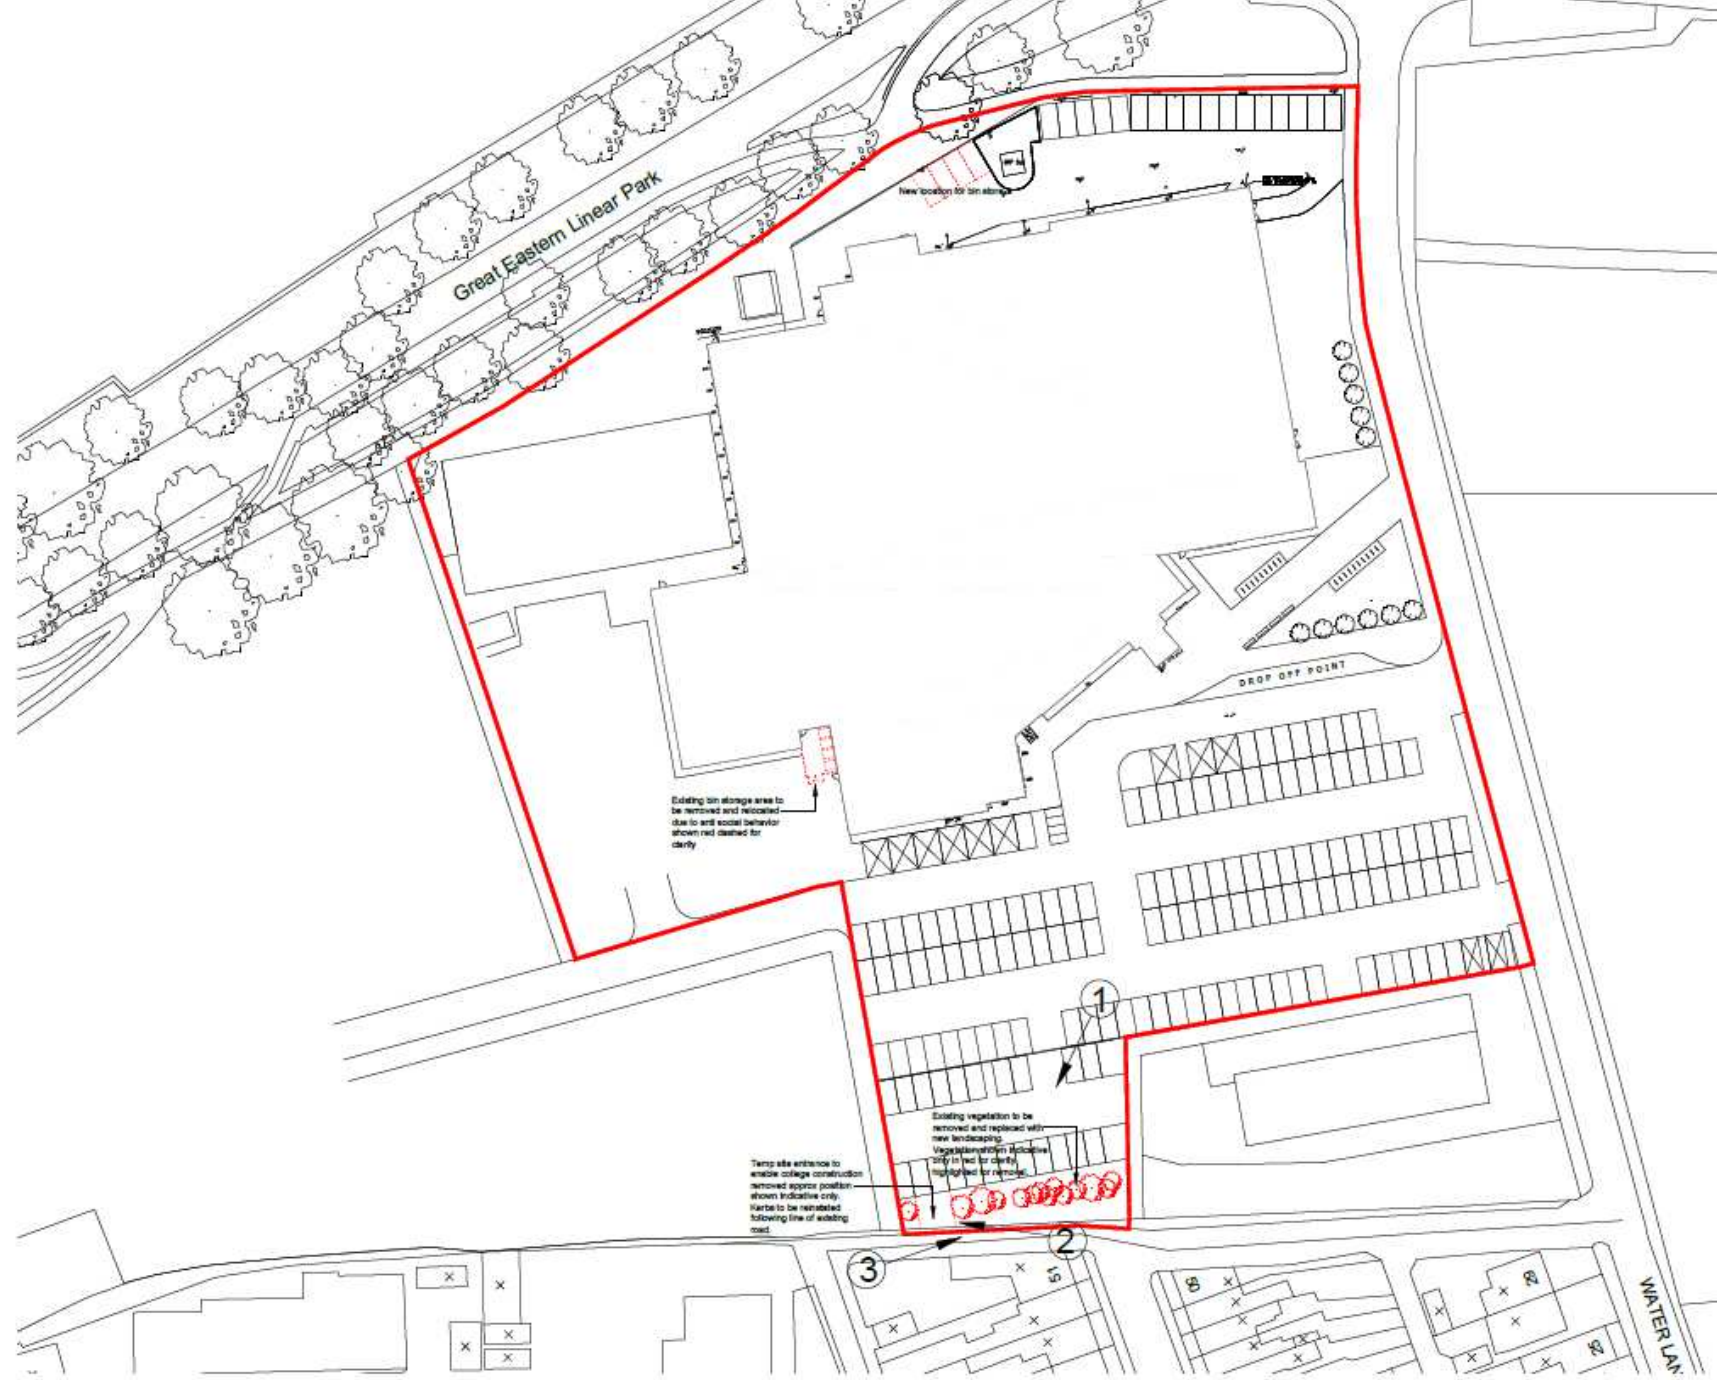 Great Eastern Linear Park
New location for bin storage
DROP OFF POINT
Existing bin storage area to
be removed and relocated
due to anti social behavior
shown red dashed for
clarity
1
Existing vegetation to be
removed and replaced with
new landscaping.
Vegetation shown indicative
only in red for clarity
highlighted for removal.
Temp site entrance to
enable college construction
removed approx position
shown indicative only.
Kerbs to be reinstated
following line of existing
road.
2
3
51
50
29
WATER LAN